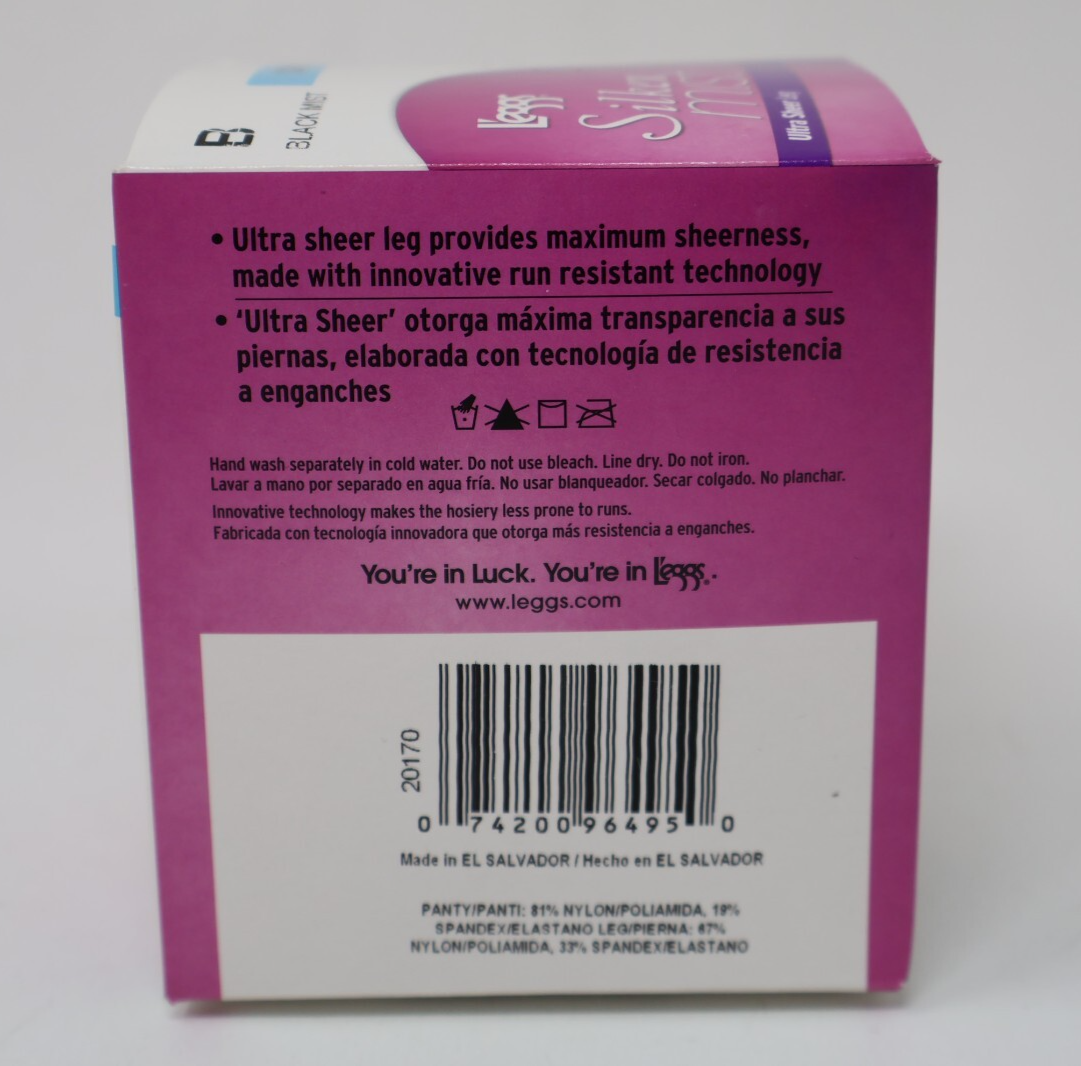 B
BLACK MIST
L'eggs
Silken
mist
Ultra Sheer
• Ultra sheer leg provides maximum sheerness,
made with innovative run resistant technology
• ‘Ultra Sheer’ otorga máxima transparencia a sus
piernas, elaborada con tecnología de resistencia
a enganches
Hand wash separately in cold water. Do not use bleach. Line dry. Do not iron.
Lavar a mano por separado en agua fría. No usar blanqueador. Secar colgado. No planchar.
Innovative technology makes the hosiery less prone to runs.
Fabricada con tecnología innovadora que otorga más resistencia a enganches.
You're in Luck. You're in L'eggs®.
www.leggs.com
20170
0 74200 96495 0
Made in EL SALVADOR / Hecho en EL SALVADOR
PANTY/PANTI: 81% NYLON/POLIAMIDA, 19%
SPANDEX/ELASTANO LEG/PIERNA: 67%
NYLON/POLIAMIDA, 33% SPANDEX/ELASTANO